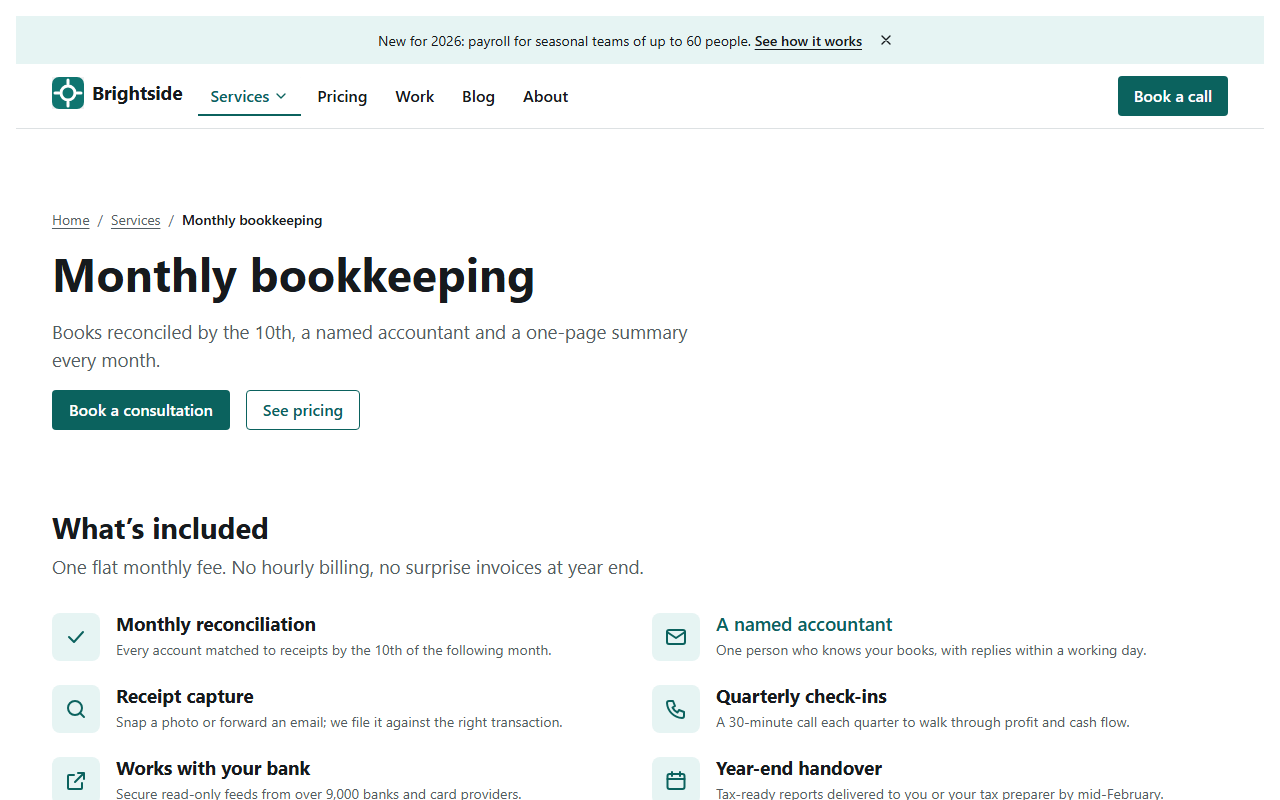 New for 2026: payroll for seasonal teams of up to 60 people. See how it works
Brightside
Services
Pricing
Work
Blog
About
Book a call
Home / Services / Monthly bookkeeping
Monthly bookkeeping
Books reconciled by the 10th, a named accountant and a one-page summary
every month.
Book a consultation
See pricing
What’s included
One flat monthly fee. No hourly billing, no surprise invoices at year end.
Monthly reconciliation
Every account matched to receipts by the 10th of the following month.
A named accountant
One person who knows your books, with replies within a working day.
Receipt capture
Snap a photo or forward an email; we file it against the right transaction.
Quarterly check-ins
A 30-minute call each quarter to walk through profit and cash flow.
Works with your bank
Secure read-only feeds from over 9,000 banks and card providers.
Year-end handover
Tax-ready reports delivered to you or your tax preparer by mid-February.